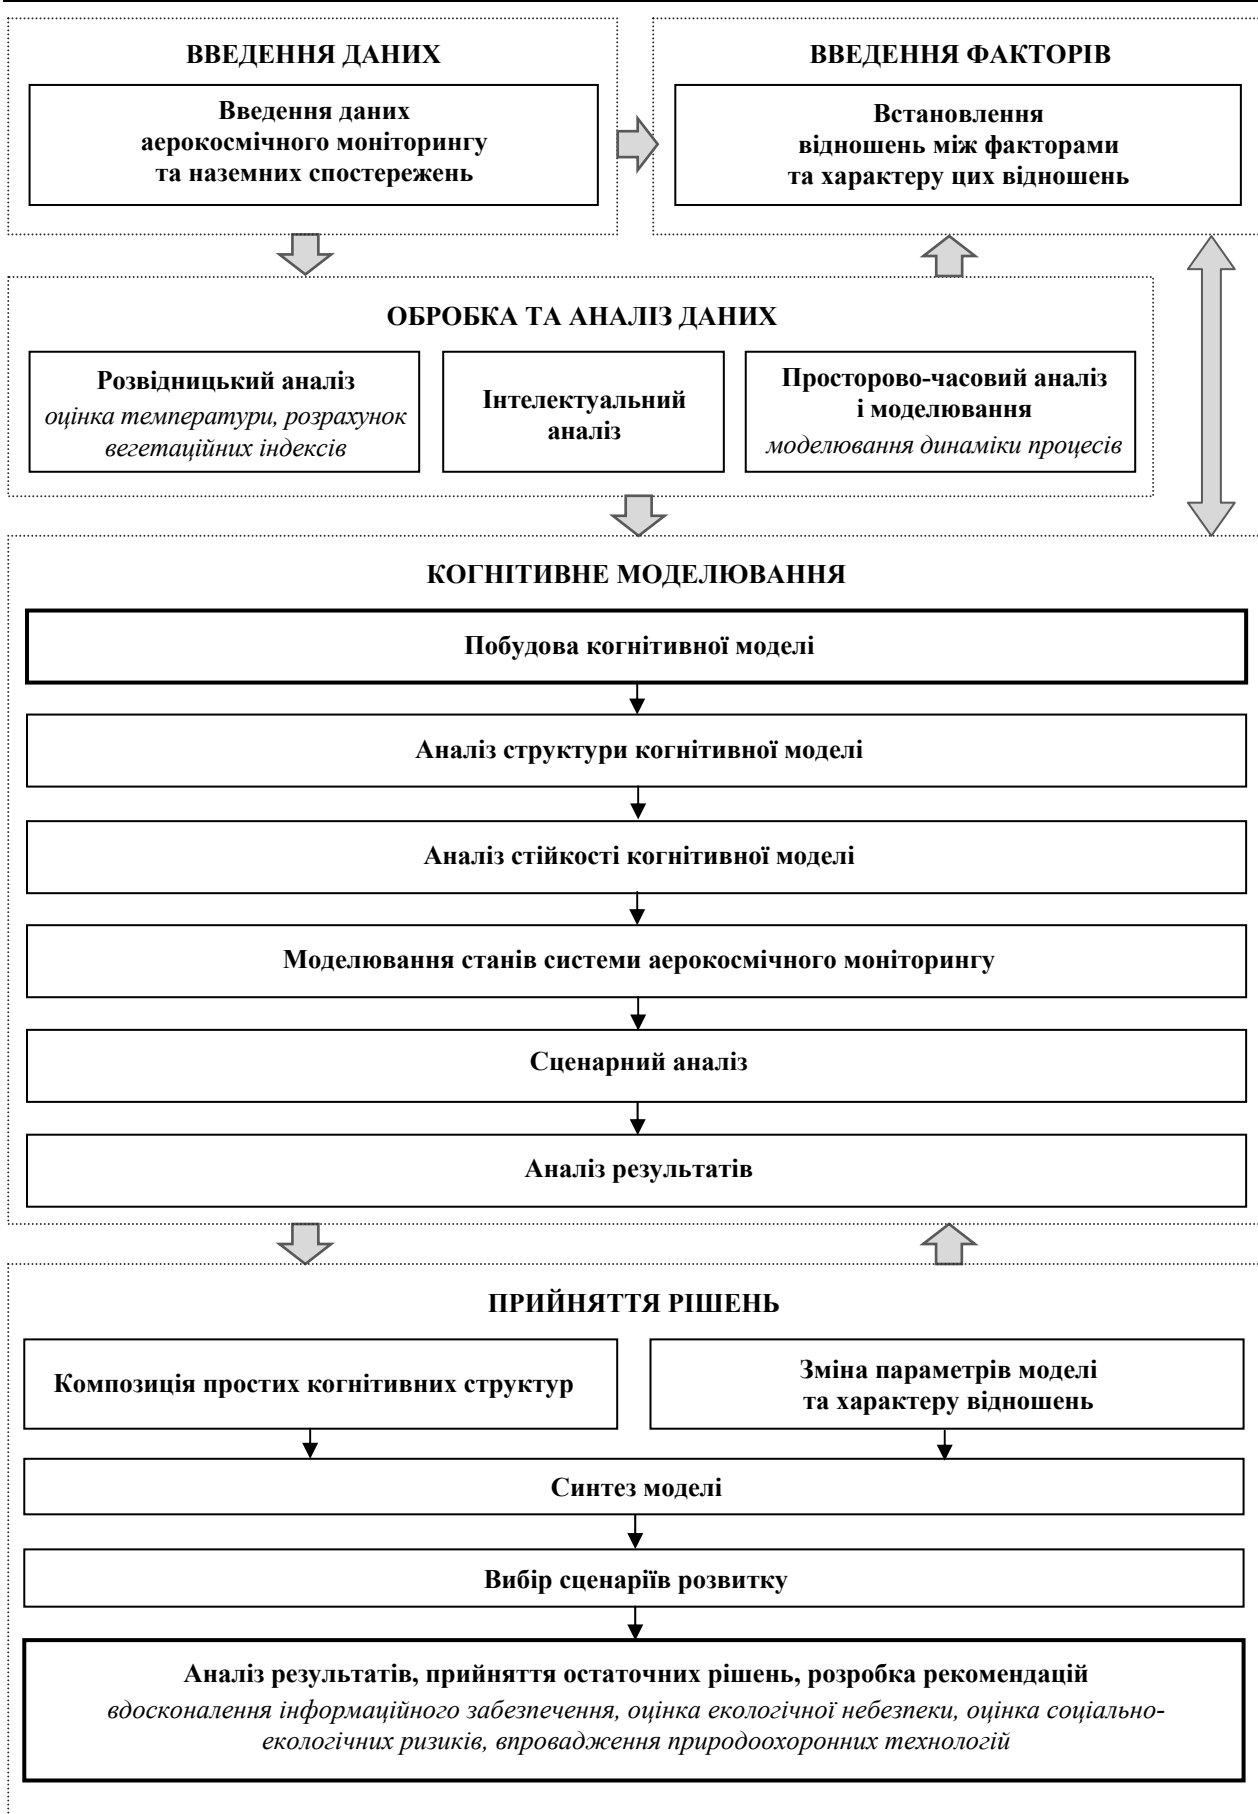 ВВЕДЕННЯ ДАНИХ
Введення даних
аерокосмічного моніторингу
та наземних спостережень
ВВЕДЕННЯ ФАКТОРІВ
Встановлення
відношень між факторами
та характеру цих відношень
ОБРОБКА ТА АНАЛІЗ ДАНИХ
Розвідницький аналіз
оцінка температури, розрахунок
вегетаційних індексів
Інтелектуальний
аналіз
Просторово-часовий аналіз
і моделювання
моделювання динаміки процесів
КОГНІТИВНЕ МОДЕЛЮВАННЯ
Побудова когнітивної моделі
Аналіз структури когнітивної моделі
Аналіз стійкості когнітивної моделі
Моделювання станів системи аерокосмічного моніторингу
Сценарний аналіз
Аналіз результатів
ПРИЙНЯТТЯ РІШЕНЬ
Композиція простих когнітивних структур
Зміна параметрів моделі
та характеру відношень
Синтез моделі
Вибір сценаріїв розвитку
Аналіз результатів, прийняття остаточних рішень, розробка рекомендацій
вдосконалення інформаційного забезпечення, оцінка екологічної небезпеки, оцінка соціально-
екологічних ризиків, впровадження природоохоронних технологій